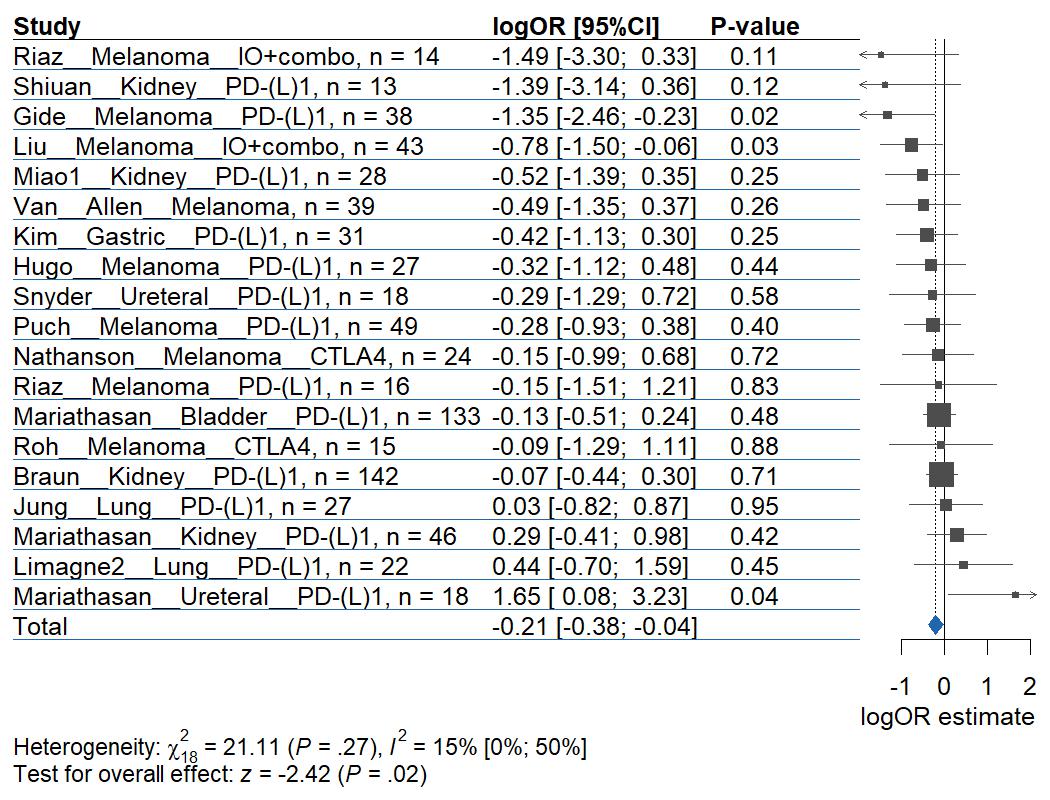 Study logOR [95%CI] P-value
Riaz__Melanoma__IO+combo, n = 14 -1.49 [-3.30; 0.33] 0.11
Shiuan__Kidney__PD-(L)1, n = 13 -1.39 [-3.14; 0.36] 0.12
Gide__Melanoma__PD-(L)1, n = 38 -1.35 [-2.46; -0.23] 0.02
Liu__Melanoma__IO+combo, n = 43 -0.78 [-1.50; -0.06] 0.03
Miao1__Kidney__PD-(L)1, n = 28 -0.52 [-1.39; 0.35] 0.25
Van__Allen__Melanoma, n = 39 -0.49 [-1.35; 0.37] 0.26
Kim__Gastric__PD-(L)1, n = 31 -0.42 [-1.13; 0.30] 0.25
Hugo__Melanoma__PD-(L)1, n = 27 -0.32 [-1.12; 0.48] 0.44
Snyder__Ureteral__PD-(L)1, n = 18 -0.29 [-1.29; 0.72] 0.58
Puch__Melanoma__PD-(L)1, n = 49 -0.28 [-0.93; 0.38] 0.40
Nathanson__Melanoma__CTLA4, n = 24 -0.15 [-0.99; 0.68] 0.72
Riaz__Melanoma__PD-(L)1, n = 16 -0.15 [-1.51; 1.21] 0.83
Mariathasan__Bladder__PD-(L)1, n = 133 -0.13 [-0.51; 0.24] 0.48
Roh__Melanoma__CTLA4, n = 15 -0.09 [-1.29; 1.11] 0.88
Braun__Kidney__PD-(L)1, n = 142 -0.07 [-0.44; 0.30] 0.71
Jung__Lung__PD-(L)1, n = 27 0.03 [-0.82; 0.87] 0.95
Mariathasan__Kidney__PD-(L)1, n = 46 0.29 [-0.41; 0.98] 0.42
Limagne2__Lung__PD-(L)1, n = 22 0.44 [-0.70; 1.59] 0.45
Mariathasan__Ureteral__PD-(L)1, n = 18 1.65 [ 0.08; 3.23] 0.04
Total -0.21 [-0.38; -0.04]
-1 0 1 2
logOR estimate
Heterogeneity: χ²₁₈ = 21.11 (P = .27), I² = 15% [0%; 50%]
Test for overall effect: z = -2.42 (P = .02)